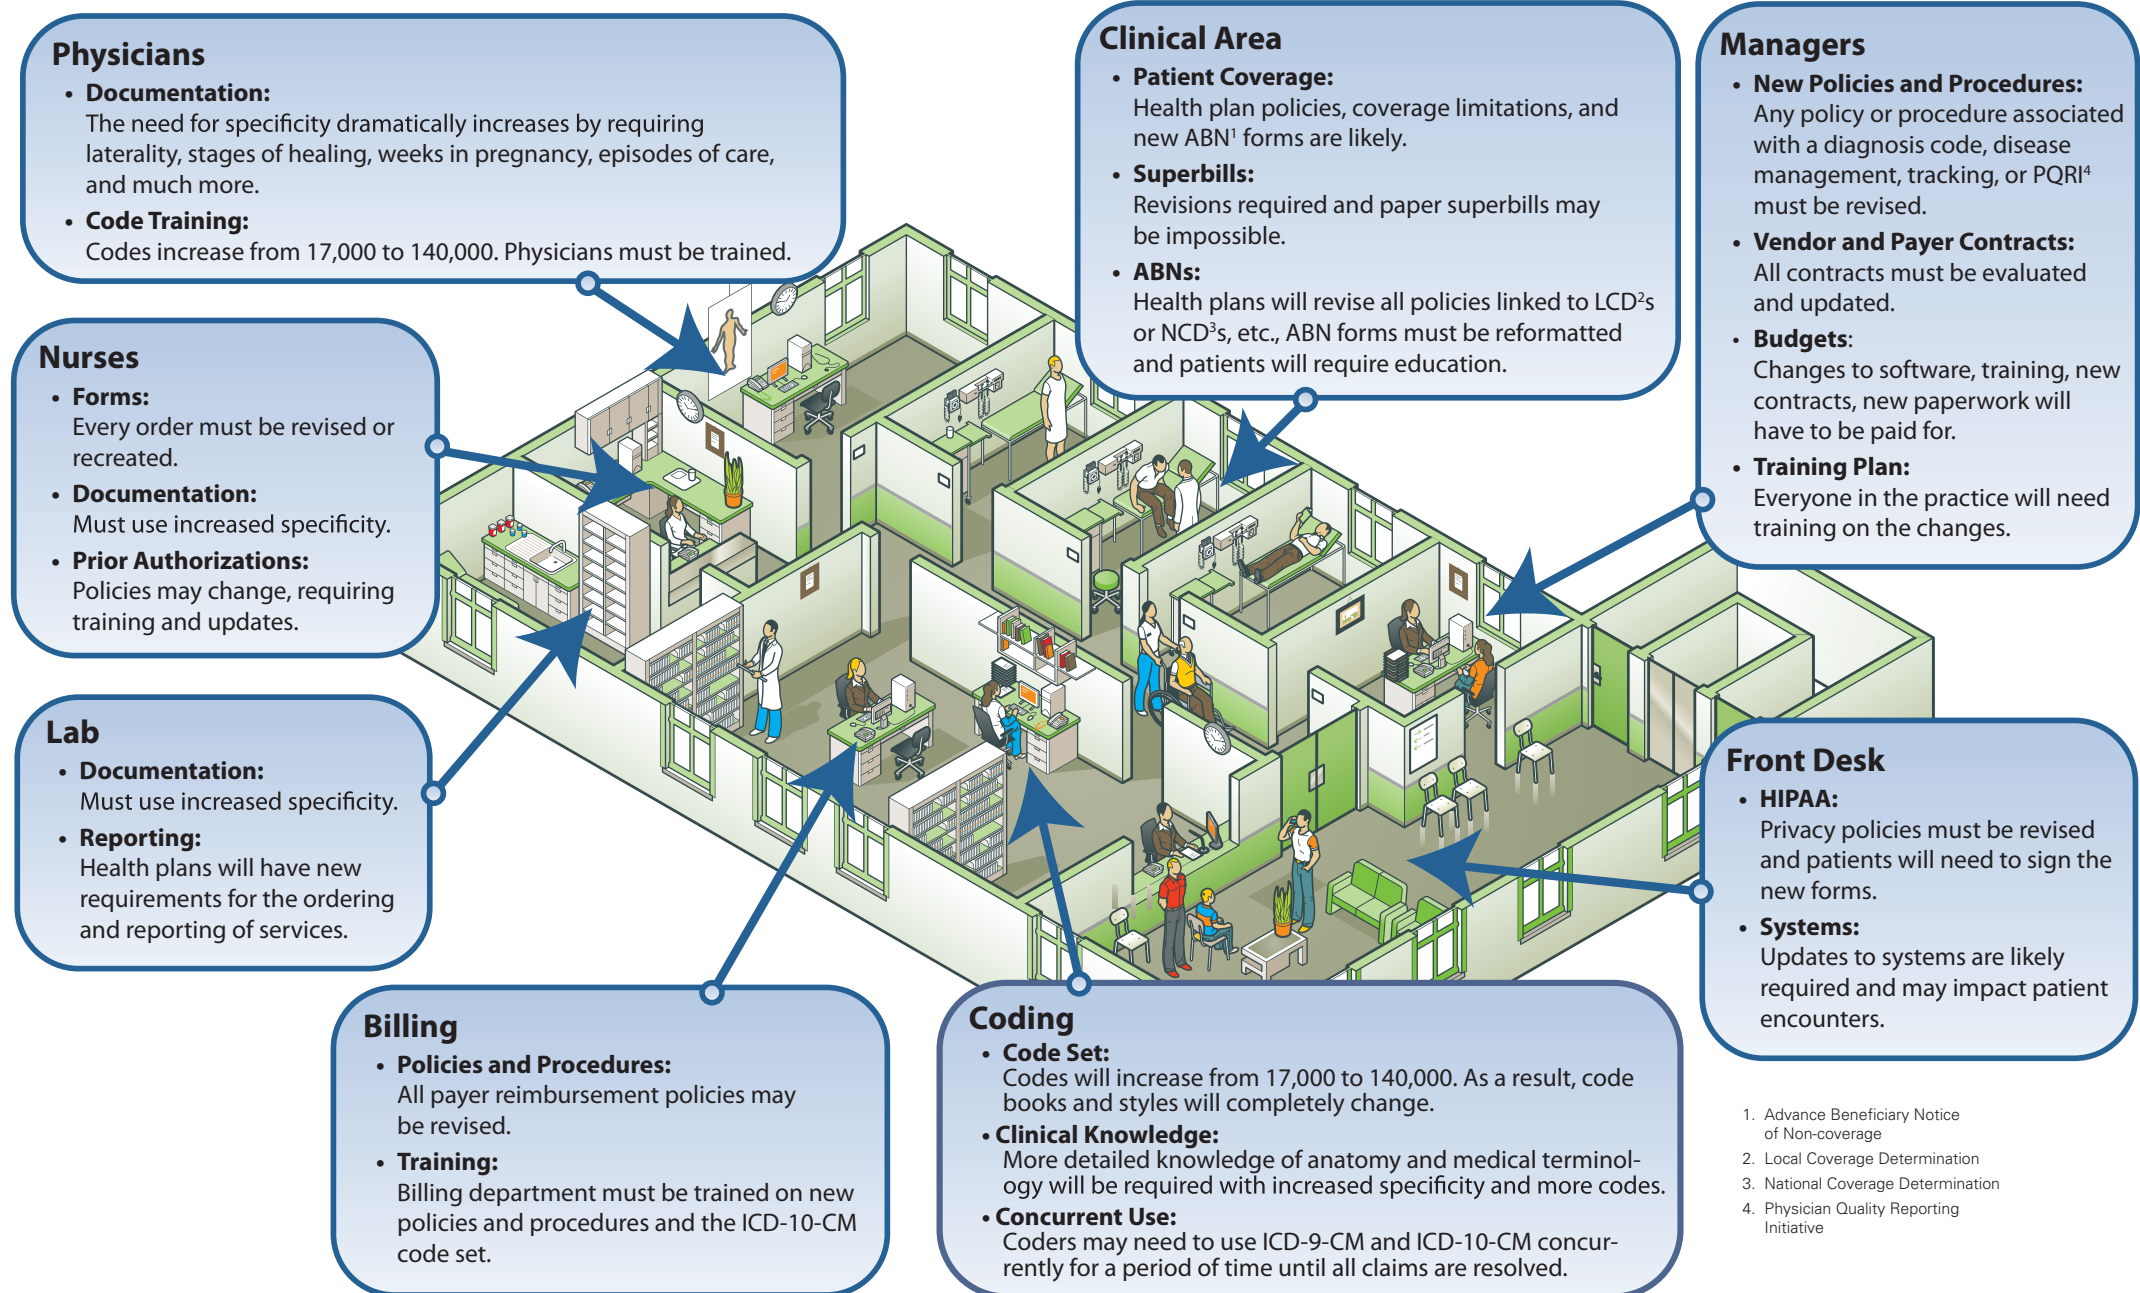 Physicians
• Documentation:
The need for specificity dramatically increases by requiring
laterality, stages of healing, weeks in pregnancy, episodes of care,
and much more.
• Code Training:
Codes increase from 17,000 to 140,000. Physicians must be trained.
Clinical Area
• Patient Coverage:
Health plan policies, coverage limitations, and
new ABN¹ forms are likely.
• Superbills:
Revisions required and paper superbills may
be impossible.
• ABNs:
Health plans will revise all policies linked to LCD²s
or NCD³s, etc., ABN forms must be reformatted
and patients will require education.
Managers
• New Policies and Procedures:
Any policy or procedure associated
with a diagnosis code, disease
management, tracking, or PQRI⁴
must be revised.
• Vendor and Payer Contracts:
All contracts must be evaluated
and updated.
• Budgets:
Changes to software, training, new
contracts, new paperwork will
have to be paid for.
• Training Plan:
Everyone in the practice will need
training on the changes.
Nurses
• Forms:
Every order must be revised or
recreated.
• Documentation:
Must use increased specificity.
• Prior Authorizations:
Policies may change, requiring
training and updates.
Lab
• Documentation:
Must use increased specificity.
• Reporting:
Health plans will have new
requirements for the ordering
and reporting of services.
Front Desk
• HIPAA:
Privacy policies must be revised
and patients will need to sign the
new forms.
• Systems:
Updates to systems are likely
required and may impact patient
encounters.
Billing
• Policies and Procedures:
All payer reimbursement policies may
be revised.
• Training:
Billing department must be trained on new
policies and procedures and the ICD-10-CM
code set.
Coding
• Code Set:
Codes will increase from 17,000 to 140,000. As a result, code
books and styles will completely change.
• Clinical Knowledge:
More detailed knowledge of anatomy and medical terminol-
ogy will be required with increased specificity and more codes.
• Concurrent Use:
Coders may need to use ICD-9-CM and ICD-10-CM concur-
rently for a period of time until all claims are resolved.
1. Advance Beneficiary Notice
of Non-coverage
2. Local Coverage Determination
3. National Coverage Determination
4. Physician Quality Reporting
Initiative